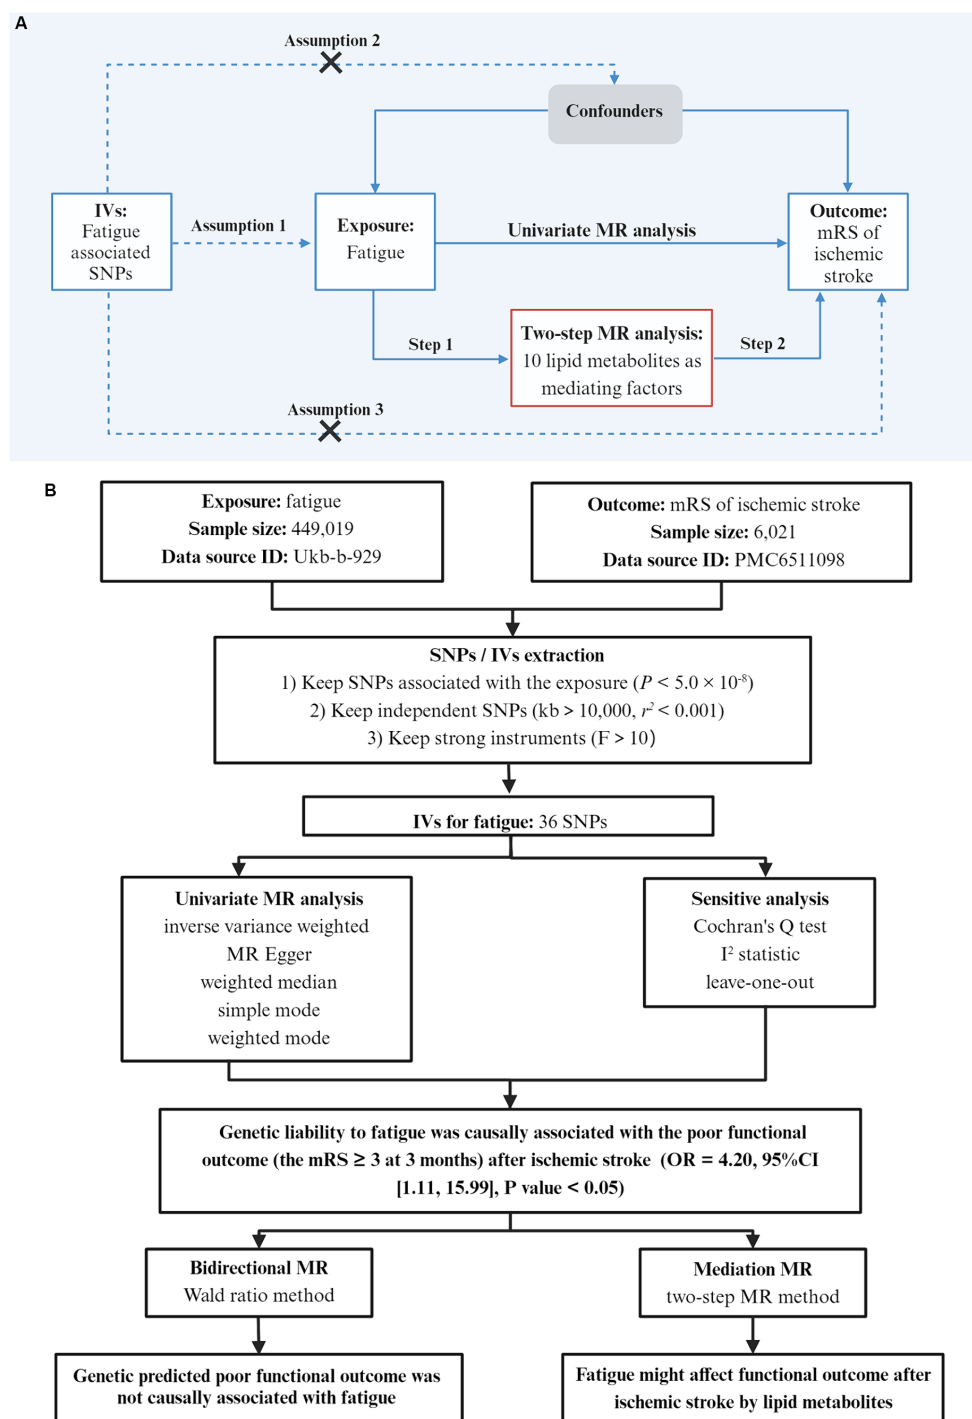 A
Assumption 2
Confounders
IVs:
Fatigue
associated
SNPs
Assumption 1
Exposure:
Fatigue
Univariate MR analysis
Outcome:
mRS of
ischemic
stroke
Step 1
Two-step MR analysis:
10 lipid metabolites as
mediating factors
Step 2
Assumption 3
B
Exposure: fatigue
Sample size: 449,019
Data source ID: Ukb-b-929
Outcome: mRS of ischemic stroke
Sample size: 6,021
Data source ID: PMC6511098
SNPs / IVs extraction
1) Keep SNPs associated with the exposure (P < 5.0 × 10⁻⁸)
2) Keep independent SNPs (kb > 10,000, r² < 0.001)
3) Keep strong instruments (F > 10)
IVs for fatigue: 36 SNPs
Univariate MR analysis
inverse variance weighted
MR Egger
weighted median
simple mode
weighted mode
Sensitive analysis
Cochran's Q test
I² statistic
leave-one-out
Genetic liability to fatigue was causally associated with the poor functional
outcome (the mRS ≥ 3 at 3 months) after ischemic stroke (OR = 4.20, 95%CI
[1.11, 15.99], P value < 0.05)
Bidirectional MR
Wald ratio method
Mediation MR
two-step MR method
Genetic predicted poor functional outcome was
not causally associated with fatigue
Fatigue might affect functional outcome after
ischemic stroke by lipid metabolites